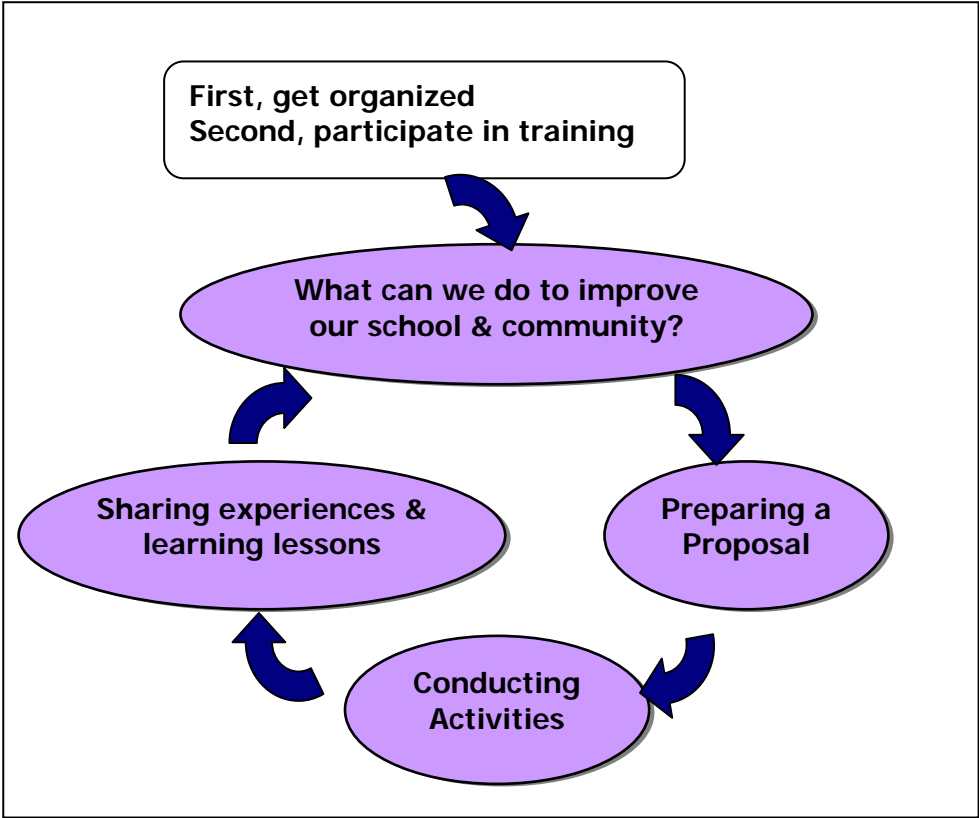 First, get organized
Second, participate in training
What can we do to improve
our school & community?
Preparing a
Proposal
Conducting
Activities
Sharing experiences &
learning lessons